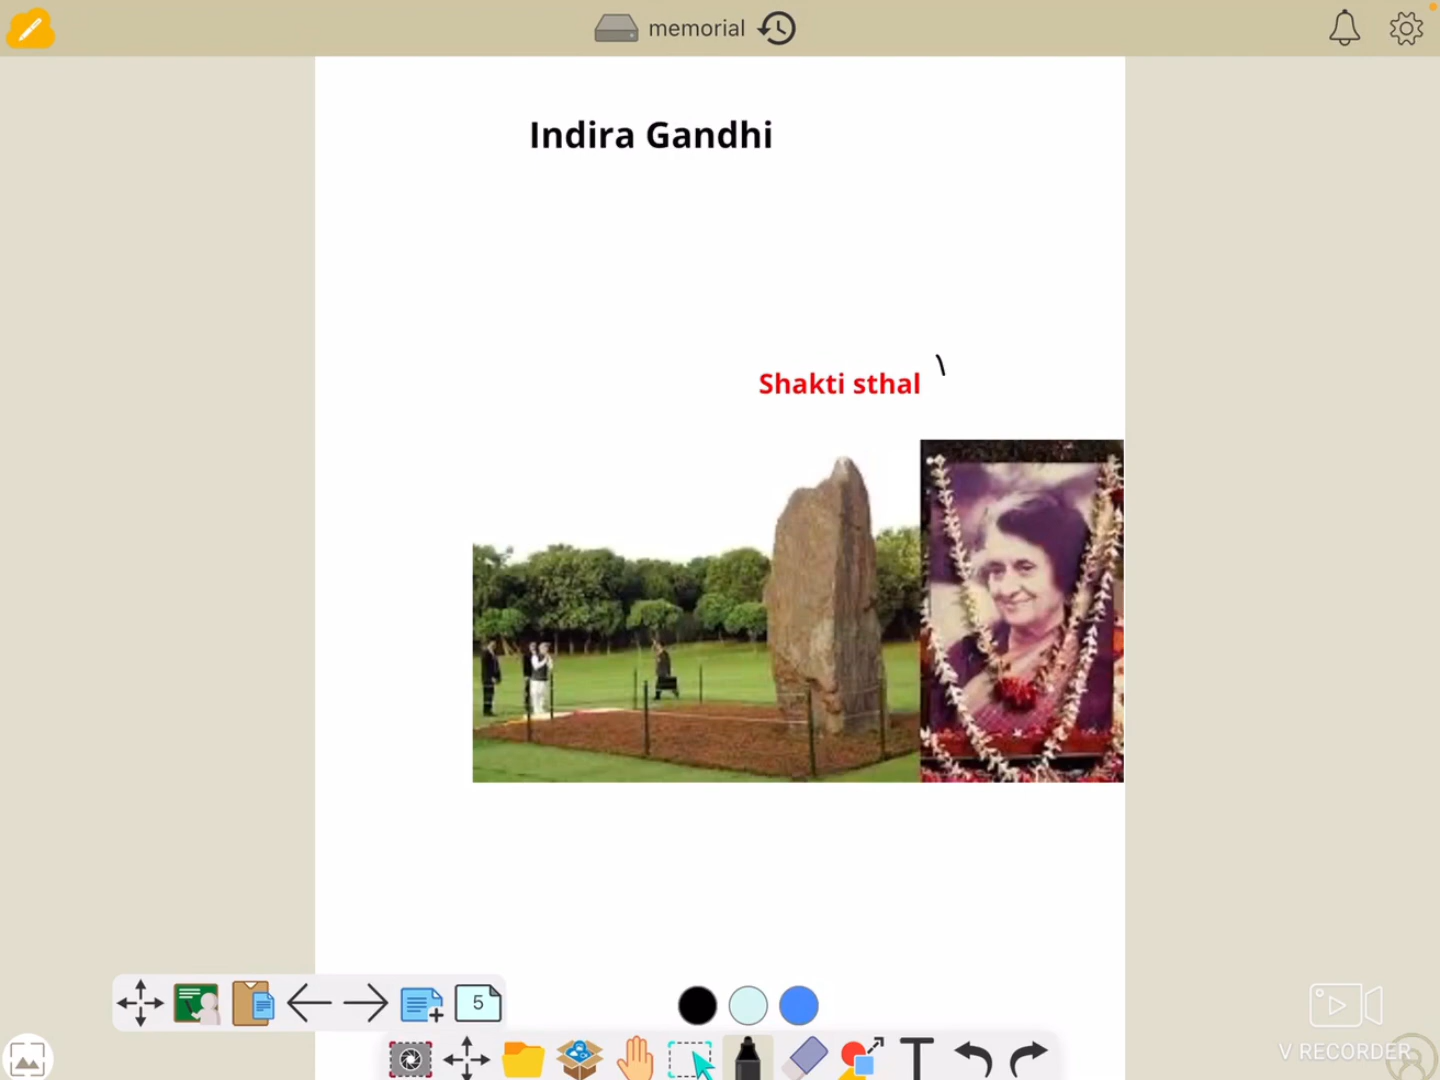 memorial
Indira Gandhi
Shakti sthal
5
T
V RECORDER